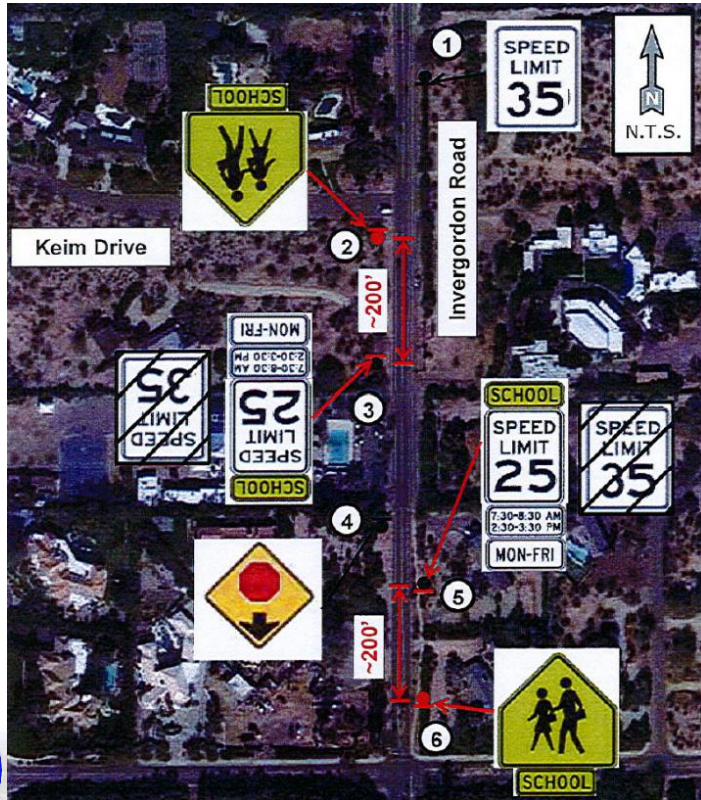 1
SPEED
LIMIT
35
N
N.T.S.
SCHOOL
Keim Drive
2
Invergordon Road
~200'
SCHOOL
SPEED
LIMIT
25
7:30-8:30 AM
2:30-3:30 PM
MON-FRI
SPEED
LIMIT
35
3
SCHOOL
SPEED
LIMIT
25
7:30-8:30 AM
2:30-3:30 PM
MON-FRI
SPEED
LIMIT
35
4
5
~200'
6
SCHOOL